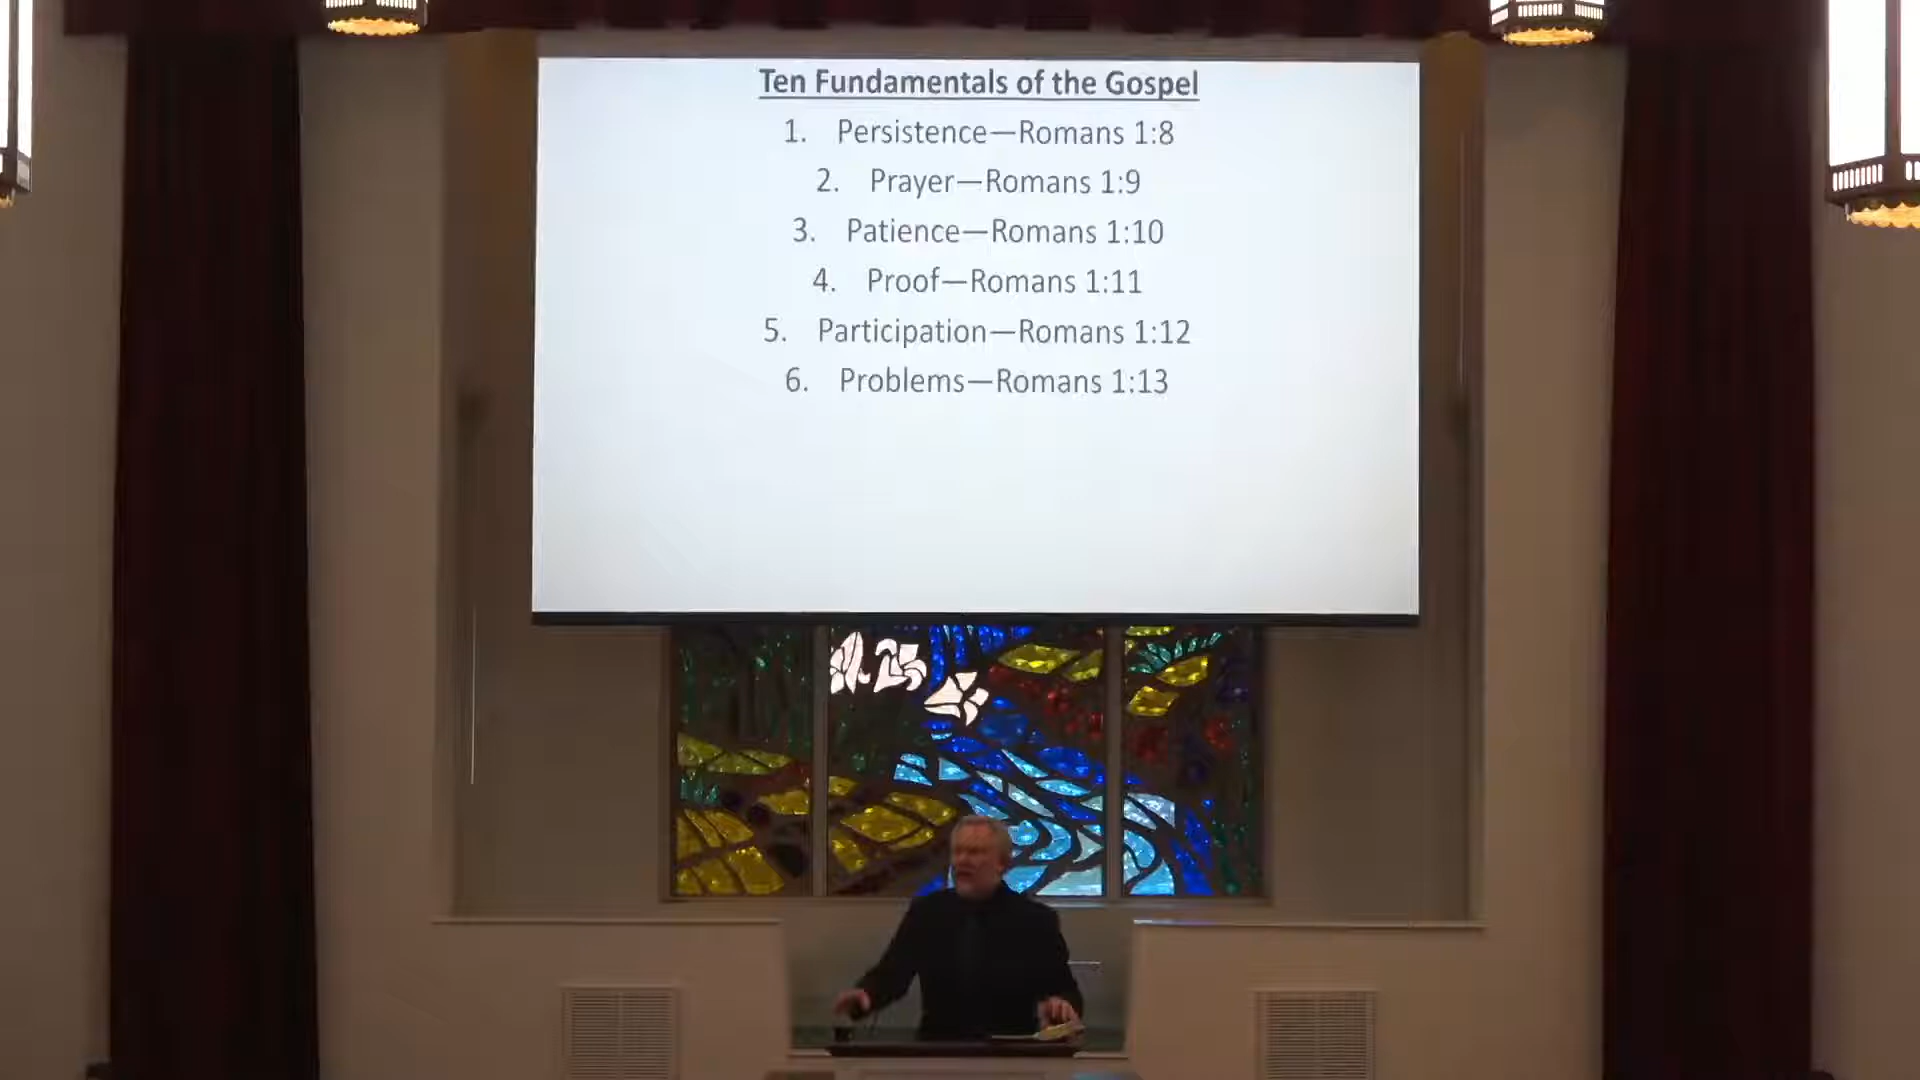 Ten Fundamentals of the Gospel
1. Persistence—Romans 1:8
2. Prayer—Romans 1:9
3. Patience—Romans 1:10
4. Proof—Romans 1:11
5. Participation—Romans 1:12
6. Problems—Romans 1:13